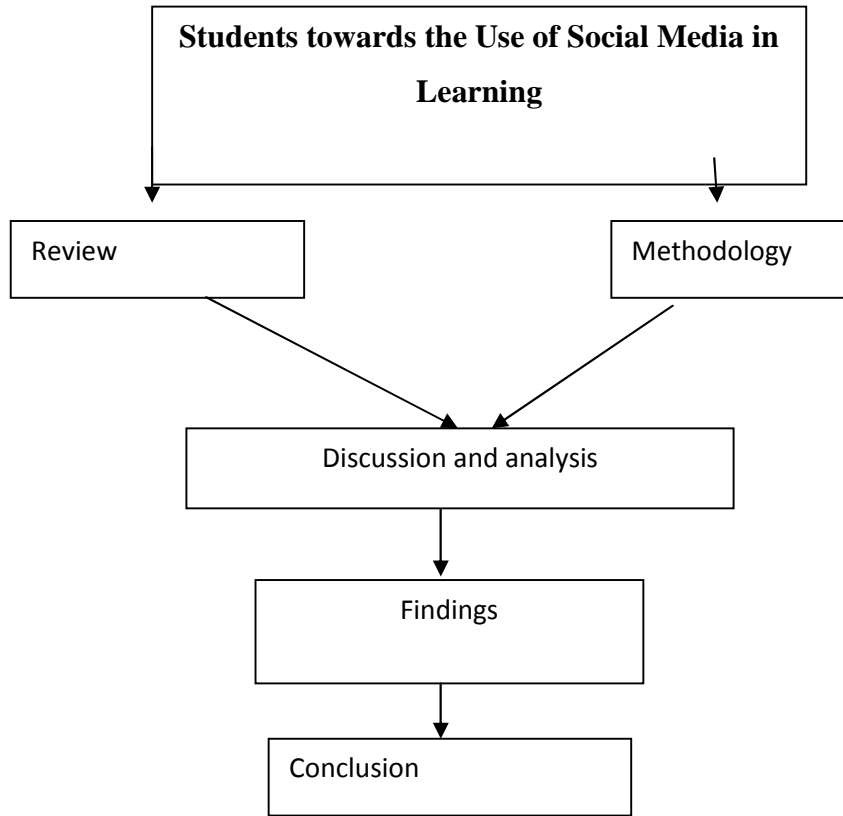 Students towards the Use of Social Media in
Learning
Review
Methodology
Discussion and analysis
Findings
Conclusion